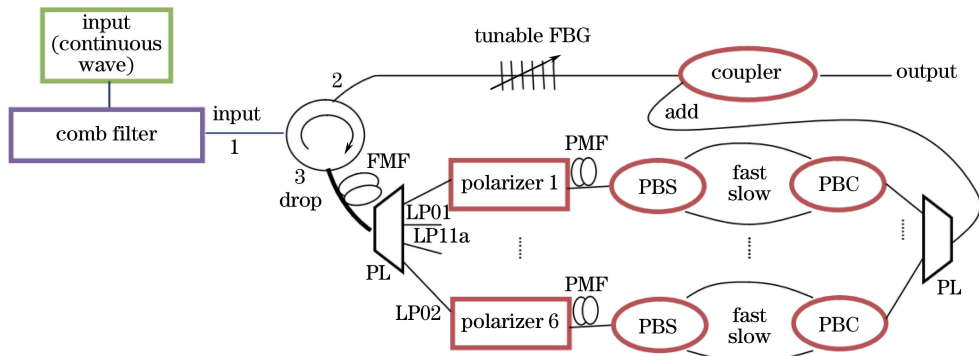 input
(continuous
wave)
comb filter
input
1
2
3
drop
tunable FBG
coupler
output
add
FMF
PL
LP01
LP11a
LP02
polarizer 1
PMF
PBS
fast
slow
PBC
polarizer 6
PMF
PBS
fast
slow
PBC
PL